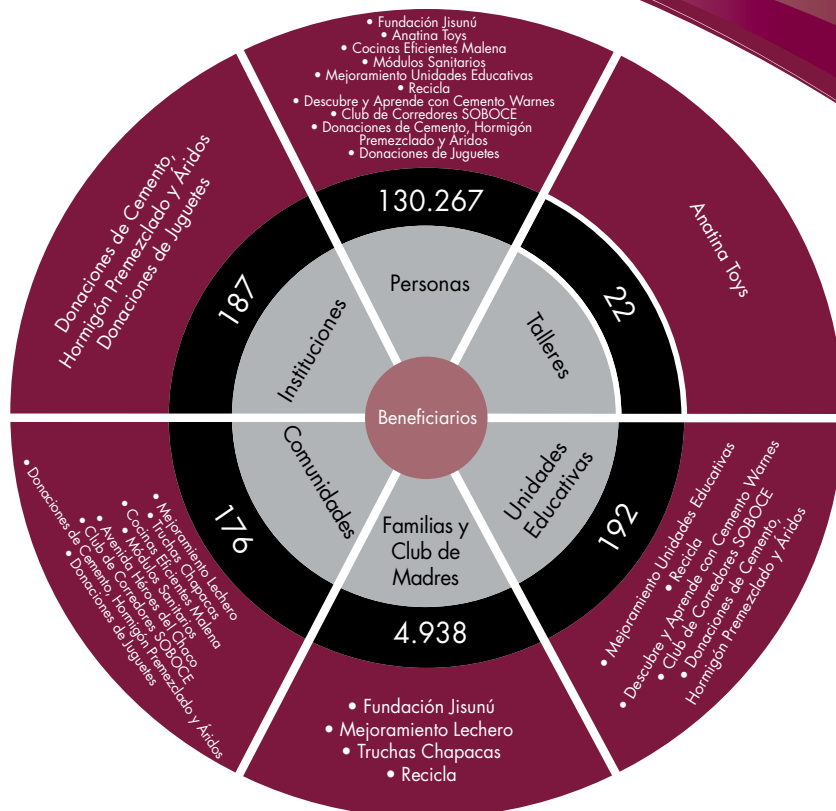 • Fundación Jisunú
• Anatina Toys
• Cocinas Eficientes Malena
• Módulos Sanitarios
• Mejoramiento Unidades Educativas
• Recicla
• Descubre y Aprende con Cemento Warnes
• Club de Corredores SOBOCE
• Donaciones de Cemento, Hormigón
Premezclado y Áridos
• Donaciones de Juguetes
130.267
Personas
Anatina Toys
22
Talleres
• Mejoramiento Unidades Educativas
• Recicla
• Descubre y Aprende con Cemento Warnes
• Club de Corredores SOBOCE
• Donaciones de Cemento,
Hormigón Premezclado y Áridos
192
Unidades
Educativas
Familias y
Club de
Madres
4.938
• Fundación Jisunú
• Mejoramiento Lechero
• Truchas Chapacas
• Recicla
Comunidades
176
• Mejoramiento Lechero
• Truchas Chapacas
• Cocinas Eficientes Malena
• Módulos Sanitarios
• Avenida Héroes del Chaco
• Club de Corredores SOBOCE
• Donaciones de Cemento, Hormigón Premezclado y Áridos
• Donaciones de Juguetes
Instituciones
187
Donaciones de Cemento,
Hormigón Premezclado y Áridos
Donaciones de Juguetes
Beneficiarios